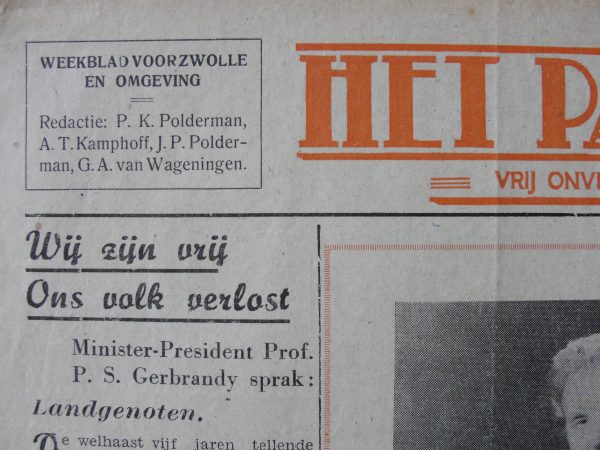 WEEKBLAD VOOR ZWOLLE
EN OMGEVING
Redactie: P. K. Polderman,
A. T. Kamphoff, J. P. Polder-
man, G. A. van Wageningen.
HET PA
VRIJ ONV
Wij zijn vrij
Ons volk verlost
Minister-President Prof.
P. S. Gerbrandy sprak:
Landgenoten.
De welhaast vijf jaren tellende